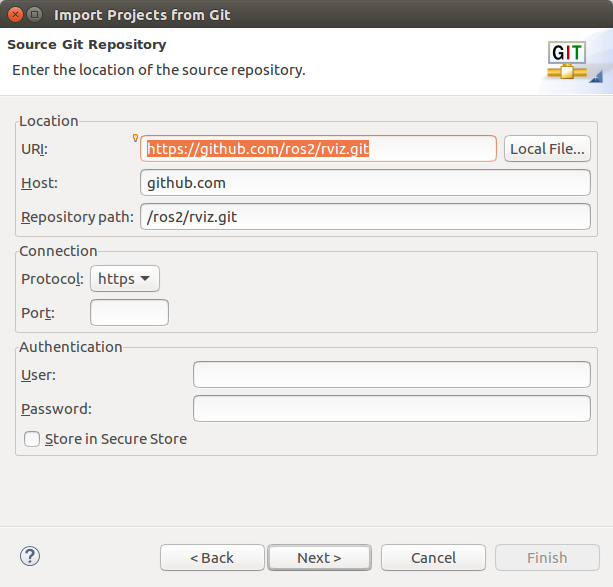 Import Projects from Git
Source Git Repository
Enter the location of the source repository.
GIT
Location
URI: https://github.com/ros2/rviz.git Local File...
Host: github.com
Repository path: /ros2/rviz.git
Connection
Protocol: https
Port:
Authentication
User:
Password:
Store in Secure Store
? < Back Next > Cancel Finish